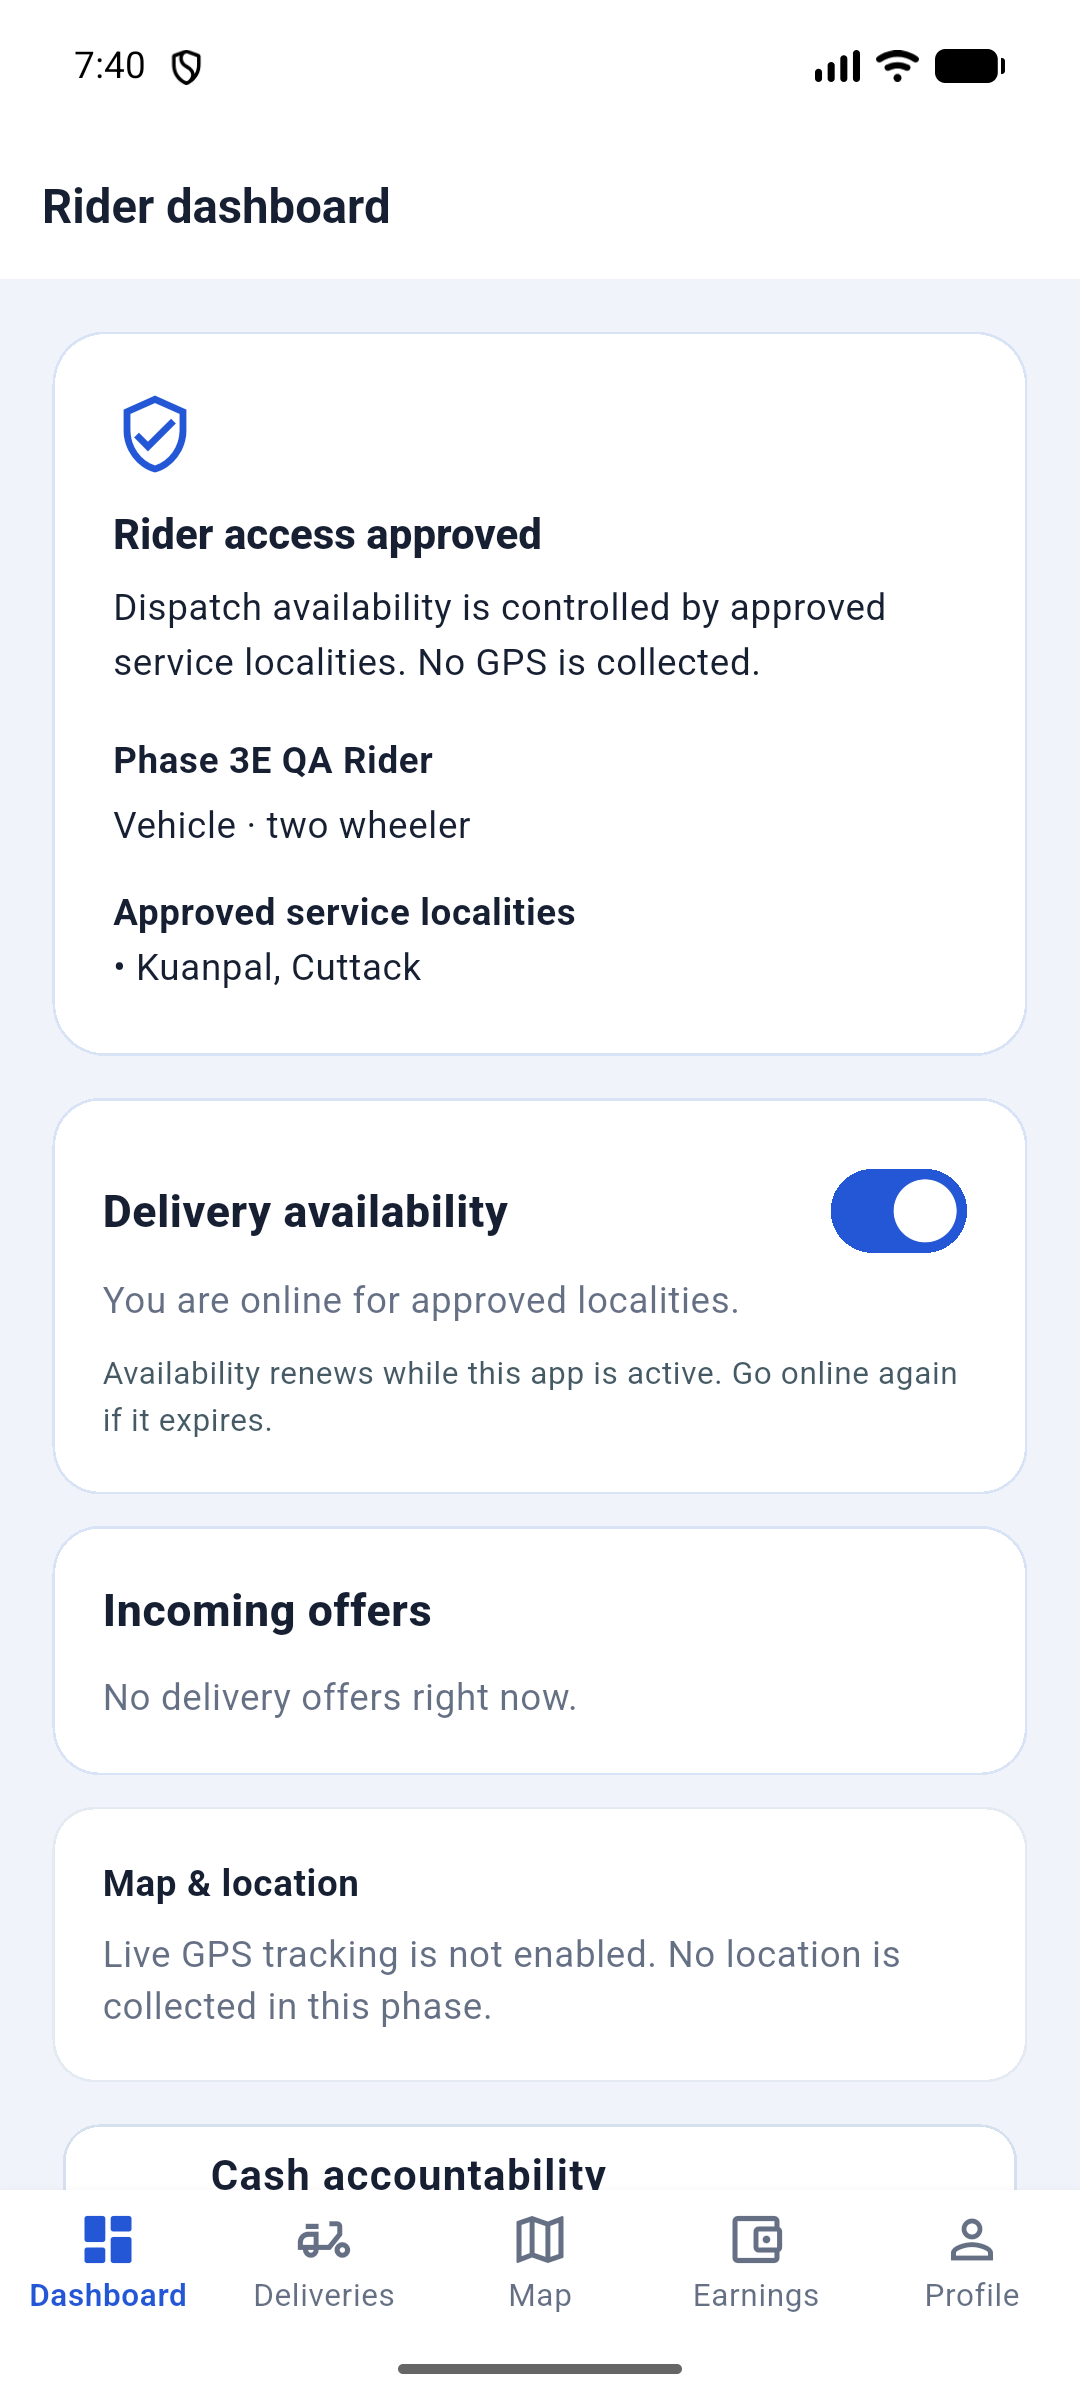 7:40
Rider dashboard
Rider access approved
Dispatch availability is controlled by approved
service localities. No GPS is collected.
Phase 3E QA Rider
Vehicle · two wheeler
Approved service localities
• Kuanpal, Cuttack
Delivery availability
You are online for approved localities.
Availability renews while this app is active. Go online again
if it expires.
Incoming offers
No delivery offers right now.
Map & location
Live GPS tracking is not enabled. No location is
collected in this phase.
Cash accountability
Dashboard
Deliveries
Map
Earnings
Profile